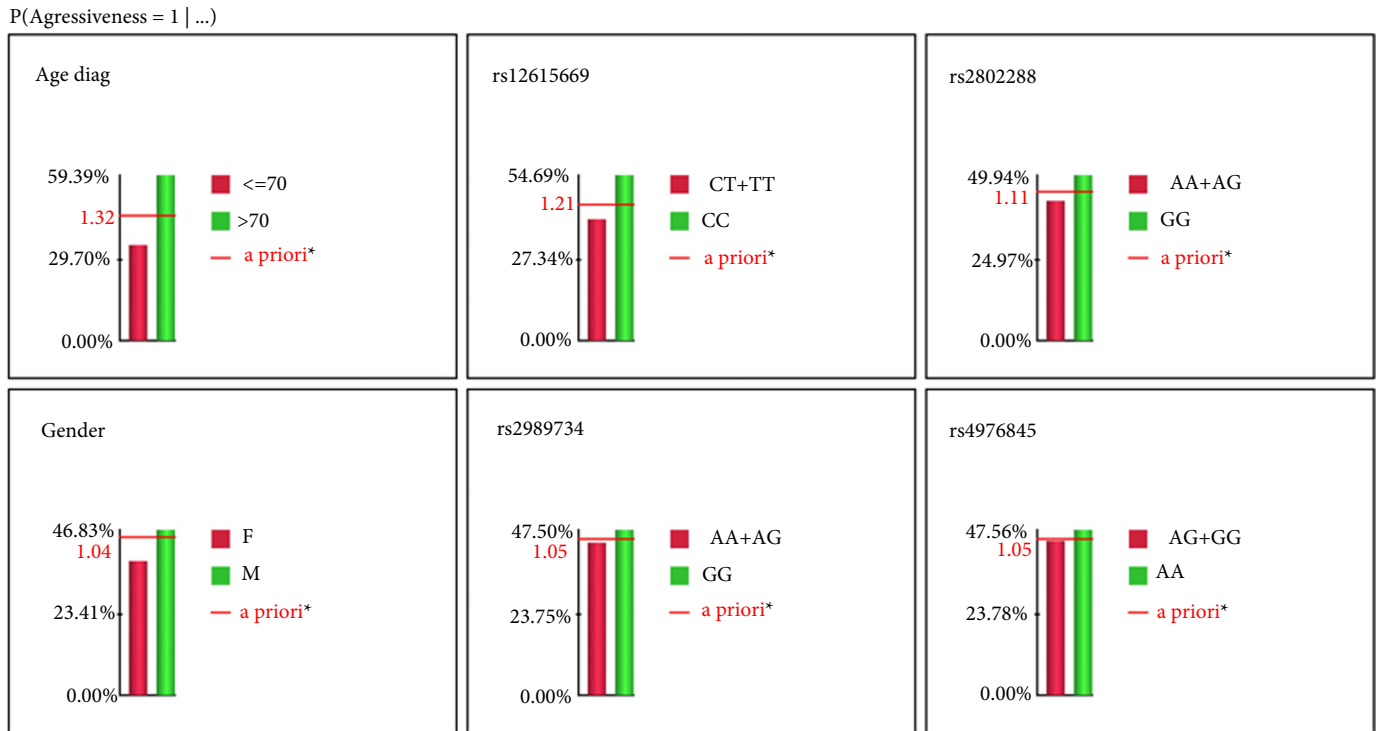 P(Agressiveness = 1 | ...)
Age diag
59.39%
1.32
29.70%
0.00%
<=70
>70
a priori*
rs12615669
54.69%
1.21
27.34%
0.00%
CT+TT
CC
a priori*
rs2802288
49.94%
1.11
24.97%
0.00%
AA+AG
GG
a priori*
Gender
46.83%
1.04
23.41%
0.00%
F
M
a priori*
rs2989734
47.50%
1.05
23.75%
0.00%
AA+AG
GG
a priori*
rs4976845
47.56%
1.05
23.78%
0.00%
AG+GG
AA
a priori*